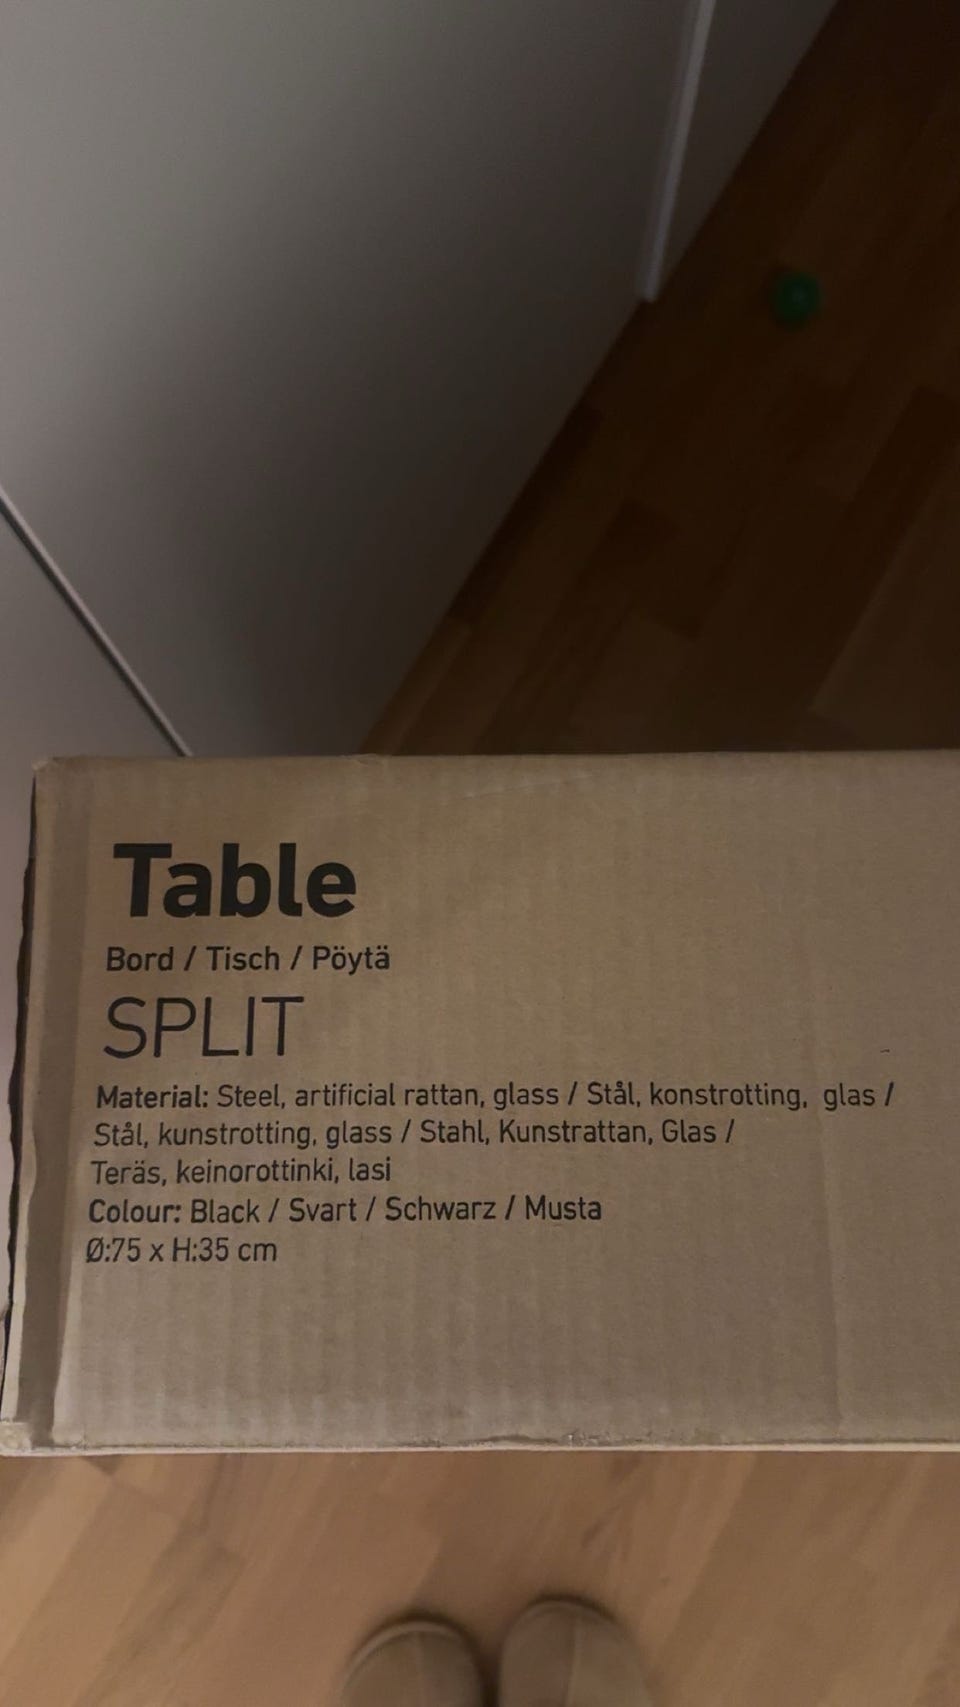 Table
Bord / Tisch / Pöytä
SPLIT
Material: Steel, artificial rattan, glass / Stål, konstrotting, glas /
Stål, kunstrotting, glass / Stahl, Kunstrattan, Glas /
Teräs, keinorottinki, lasi
Colour: Black / Svart / Schwarz / Musta
Ø:75 x H:35 cm